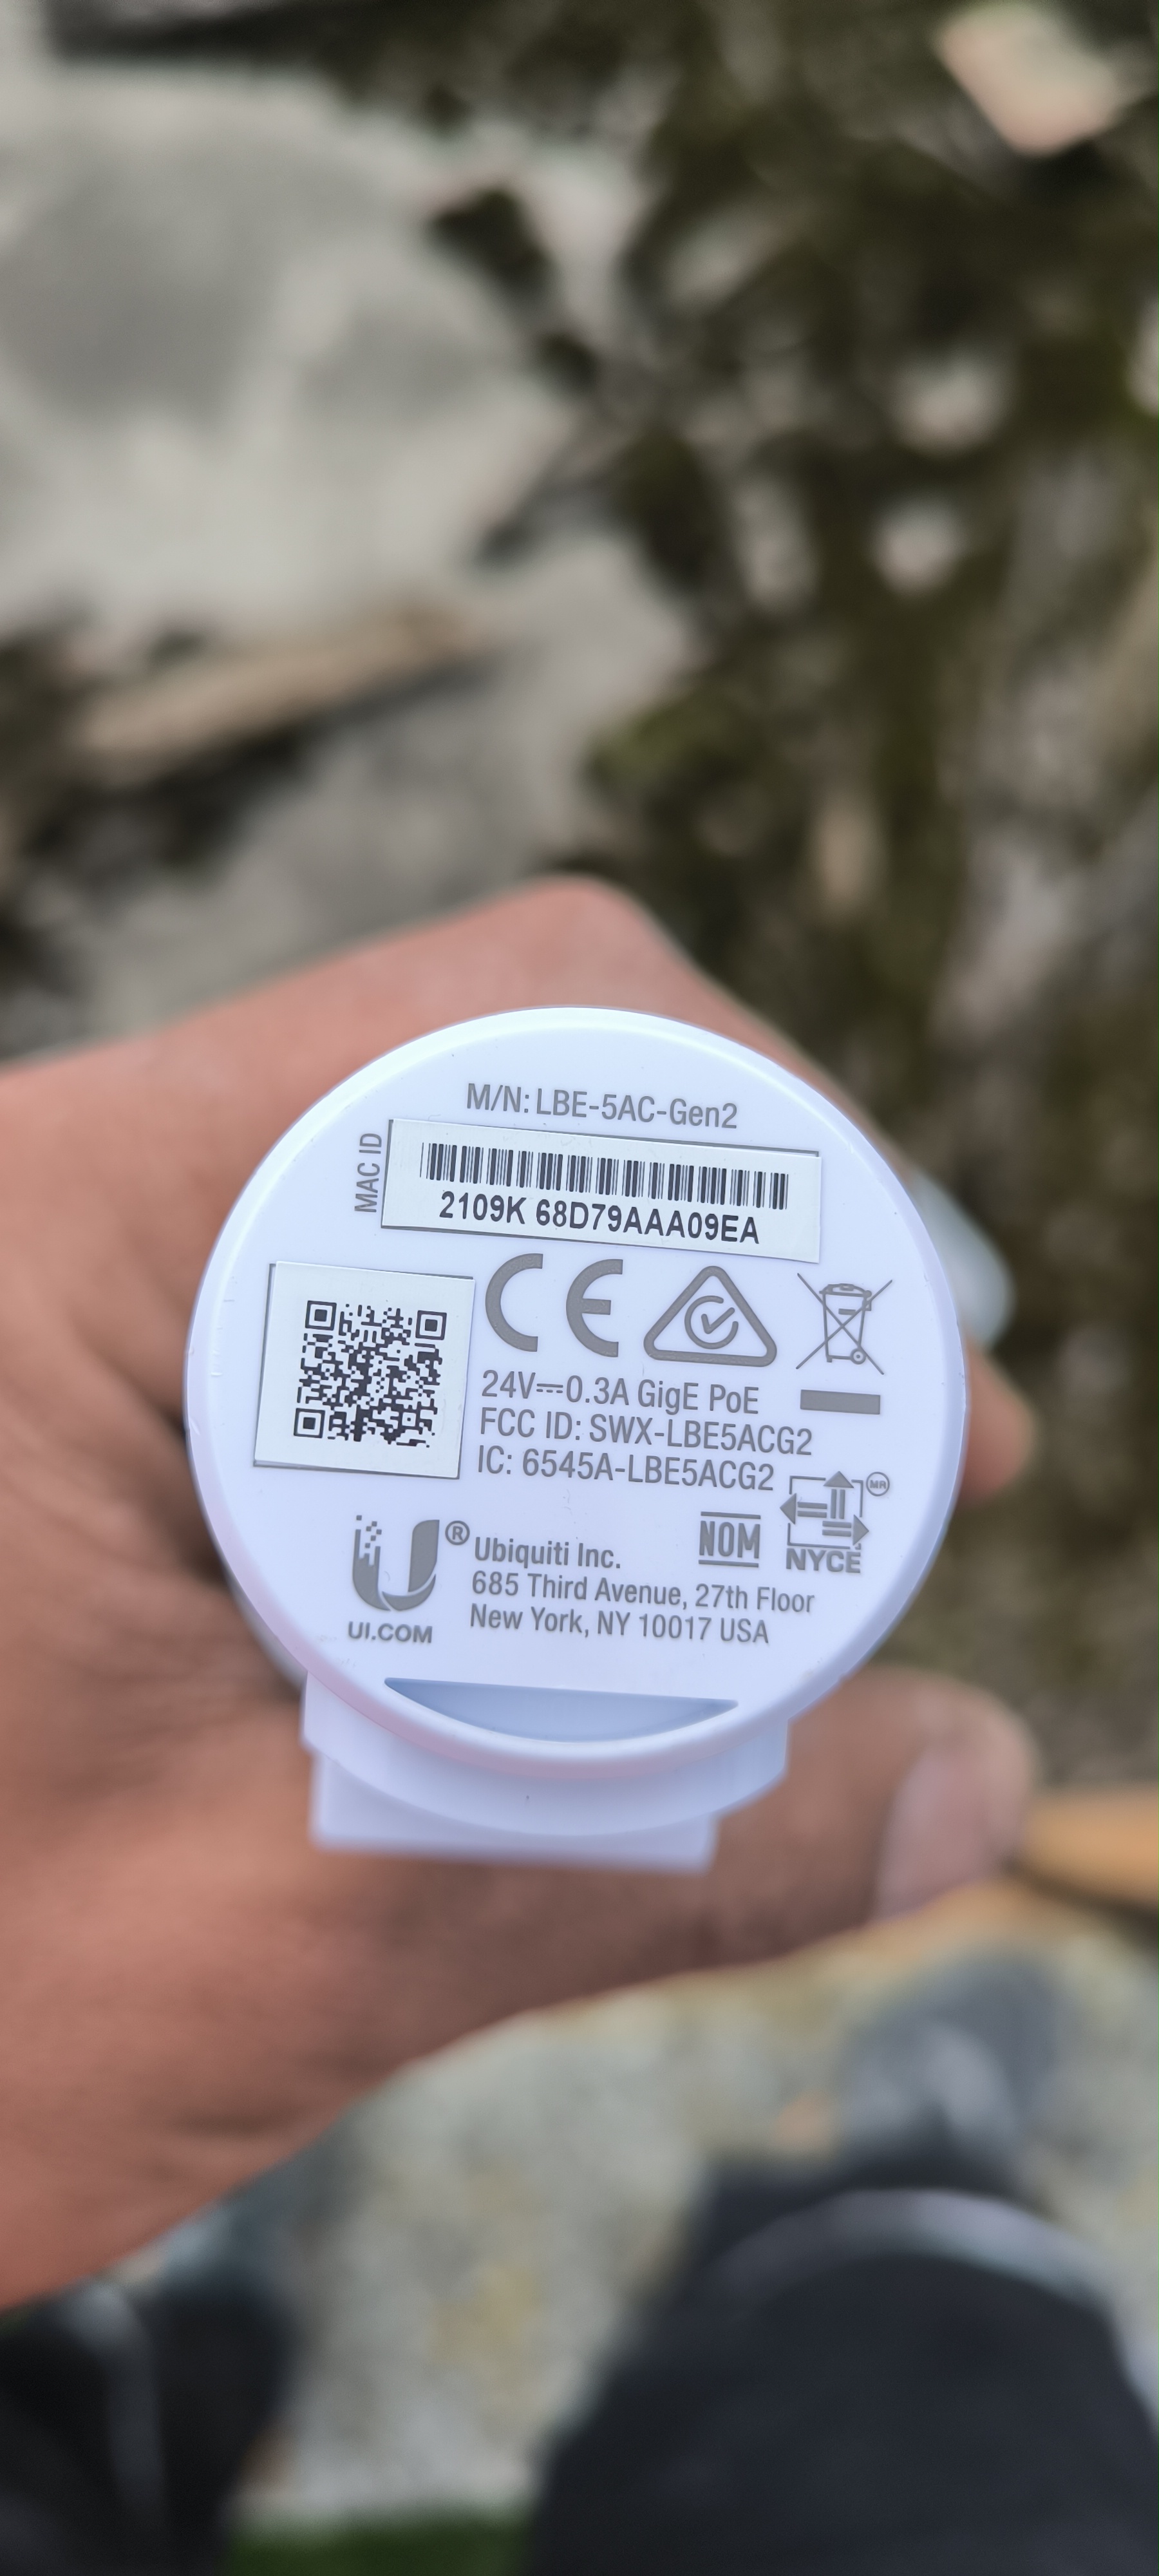 M/N: LBE-5AC-Gen2
MAC ID
2109K 68D79AAA09EA
CE
24V⎓0.3A GigE PoE
FCC ID: SWX-LBE5ACG2
IC: 6545A-LBE5ACG2
MR
NOM
NYCE
U ®
UI.COM
Ubiquiti Inc.
685 Third Avenue, 27th Floor
New York, NY 10017 USA